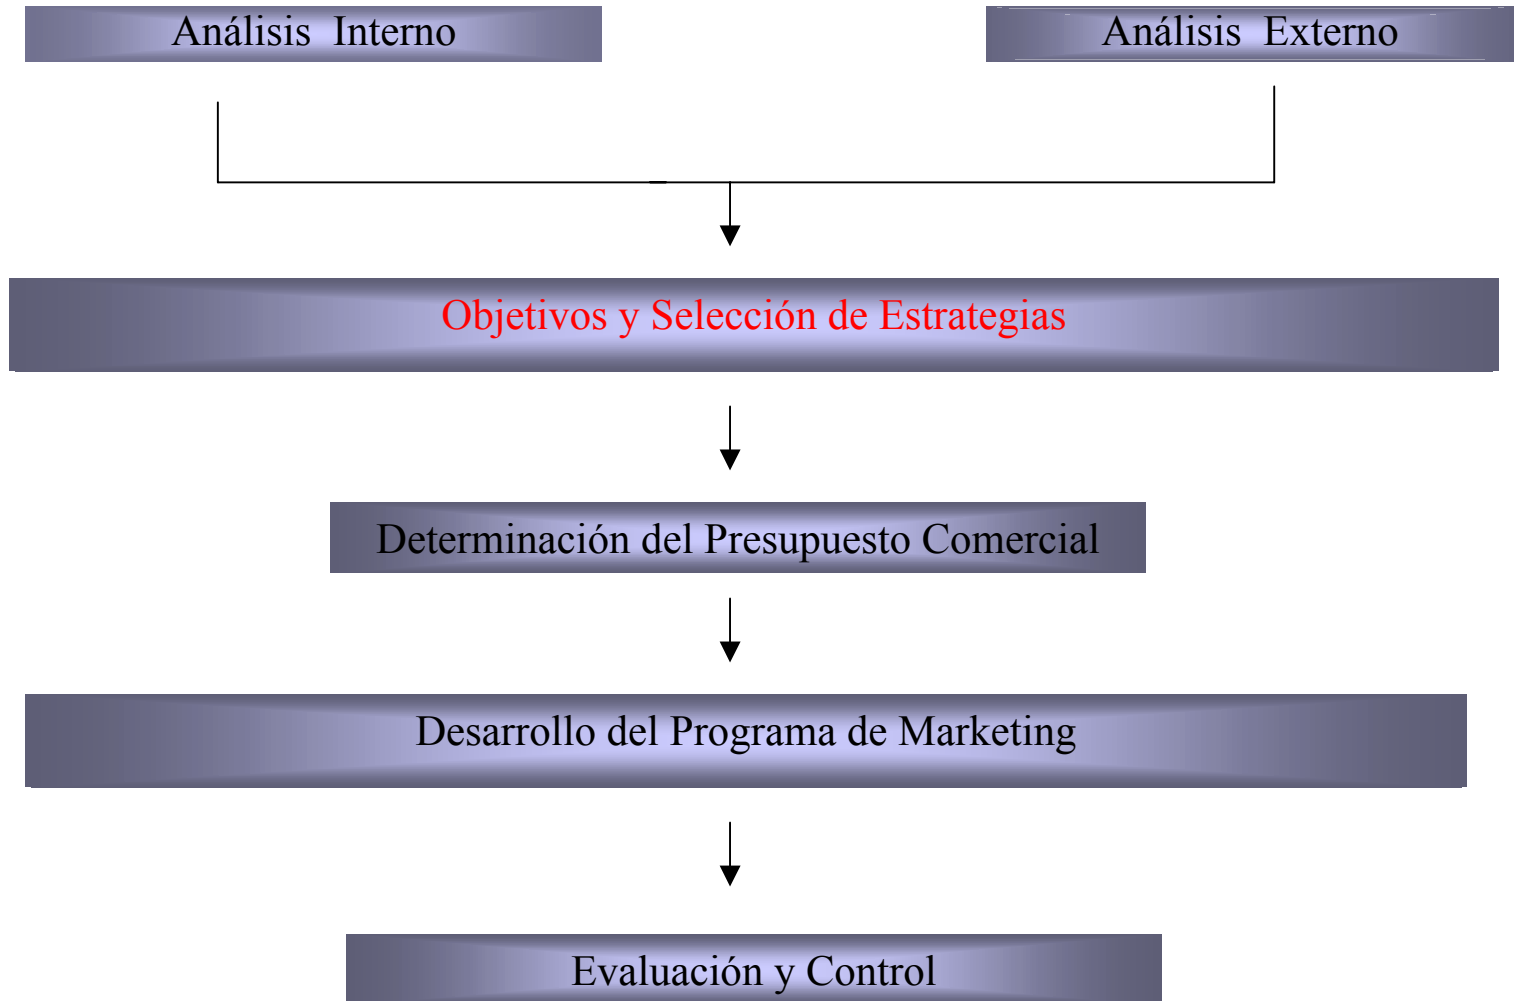 Análisis Interno
Análisis Externo
Objetivos y Selección de Estrategias
Determinación del Presupuesto Comercial
Desarrollo del Programa de Marketing
Evaluación y Control